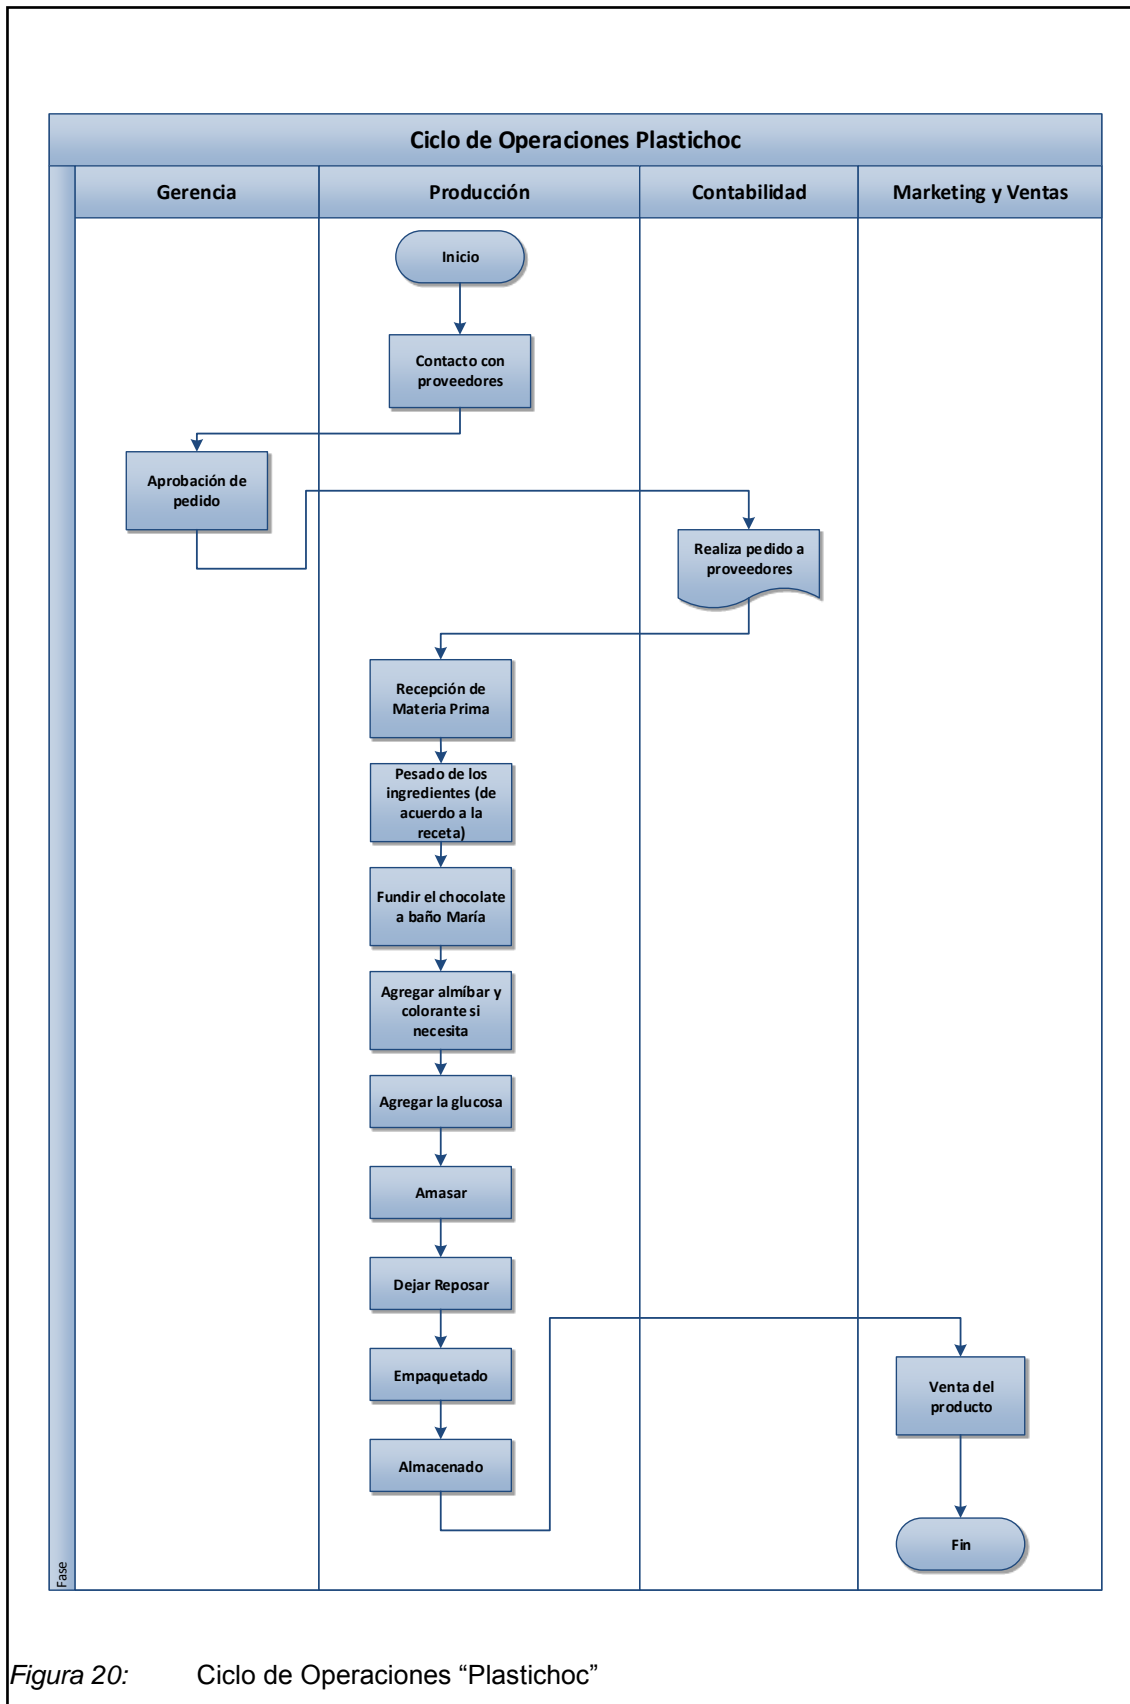 Ciclo de Operaciones Plastichoc
Gerencia
Producción
Contabilidad
Marketing y Ventas
Inicio
Contacto con
proveedores
Aprobación de
pedido
Realiza pedido a
proveedores
Recepción de
Materia Prima
Pesado de los
ingredientes (de
acuerdo a la
receta)
Fundir el chocolate
a baño María
Agregar almíbar y
colorante si
necesita
Agregar la glucosa
Amasar
Dejar Reposar
Empaquetado
Almacenado
Venta del
producto
Fin
Fase
Figura 20: Ciclo de Operaciones “Plastichoc”